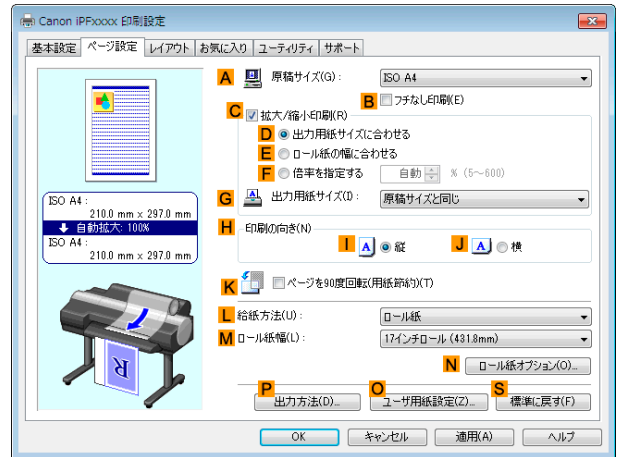 Canon iPFxxxx 印刷設定
基本設定 ページ設定 レイアウト お気に入り ユーティリティ サポート
A 原稿サイズ(G): ISO A4
B フチなし印刷(E)
C 拡大/縮小印刷(R)
D 出力用紙サイズに合わせる
E ロール紙の幅に合わせる
F 倍率を指定する 自動 % (5~600)
G 出力用紙サイズ(I): 原稿サイズと同じ
ISO A4 :
210.0 mm x 297.0 mm
自動拡大: 100%
ISO A4 :
210.0 mm x 297.0 mm
H 印刷の向き(N)
I A 縦 J A 横
K ページを90度回転(用紙節約)(T)
L 給紙方法(U): ロール紙
M ロール紙幅(L): 17インチロール (431.8mm)
N ロール紙オプション(O)...
R
P 出力方法(D)... O ユーザ用紙設定(Z)... S 標準に戻す(F)
OK キャンセル 適用(A) ヘルプ